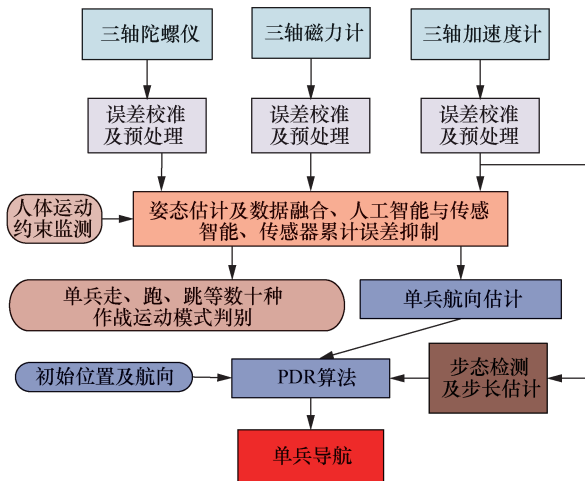 三轴陀螺仪
三轴磁力计
三轴加速度计
误差校准
及预处理
误差校准
及预处理
误差校准
及预处理
人体运动
约束监测
姿态估计及数据融合、人工智能与传感
智能、传感器累计误差抑制
单兵走、跑、跳等数十种
作战运动模式判别
单兵航向估计
初始位置及航向
PDR算法
步态检测
及步长估计
单兵导航